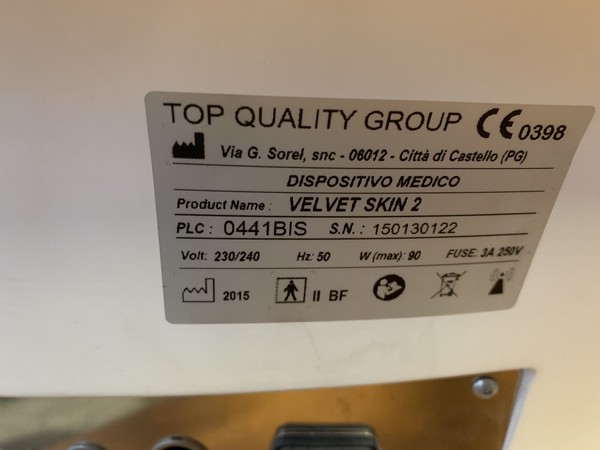 TOP QUALITY GROUP CE 0398
Via G. Sorel, snc - 06012 - Città di Castello (PG)
DISPOSITIVO MEDICO
Product Name : VELVET SKIN 2
PLC : 0441BIS S.N. : 150130122
Volt: 230/240 Hz: 50 W (max): 90 FUSE: 3A 250V
2015 II BF